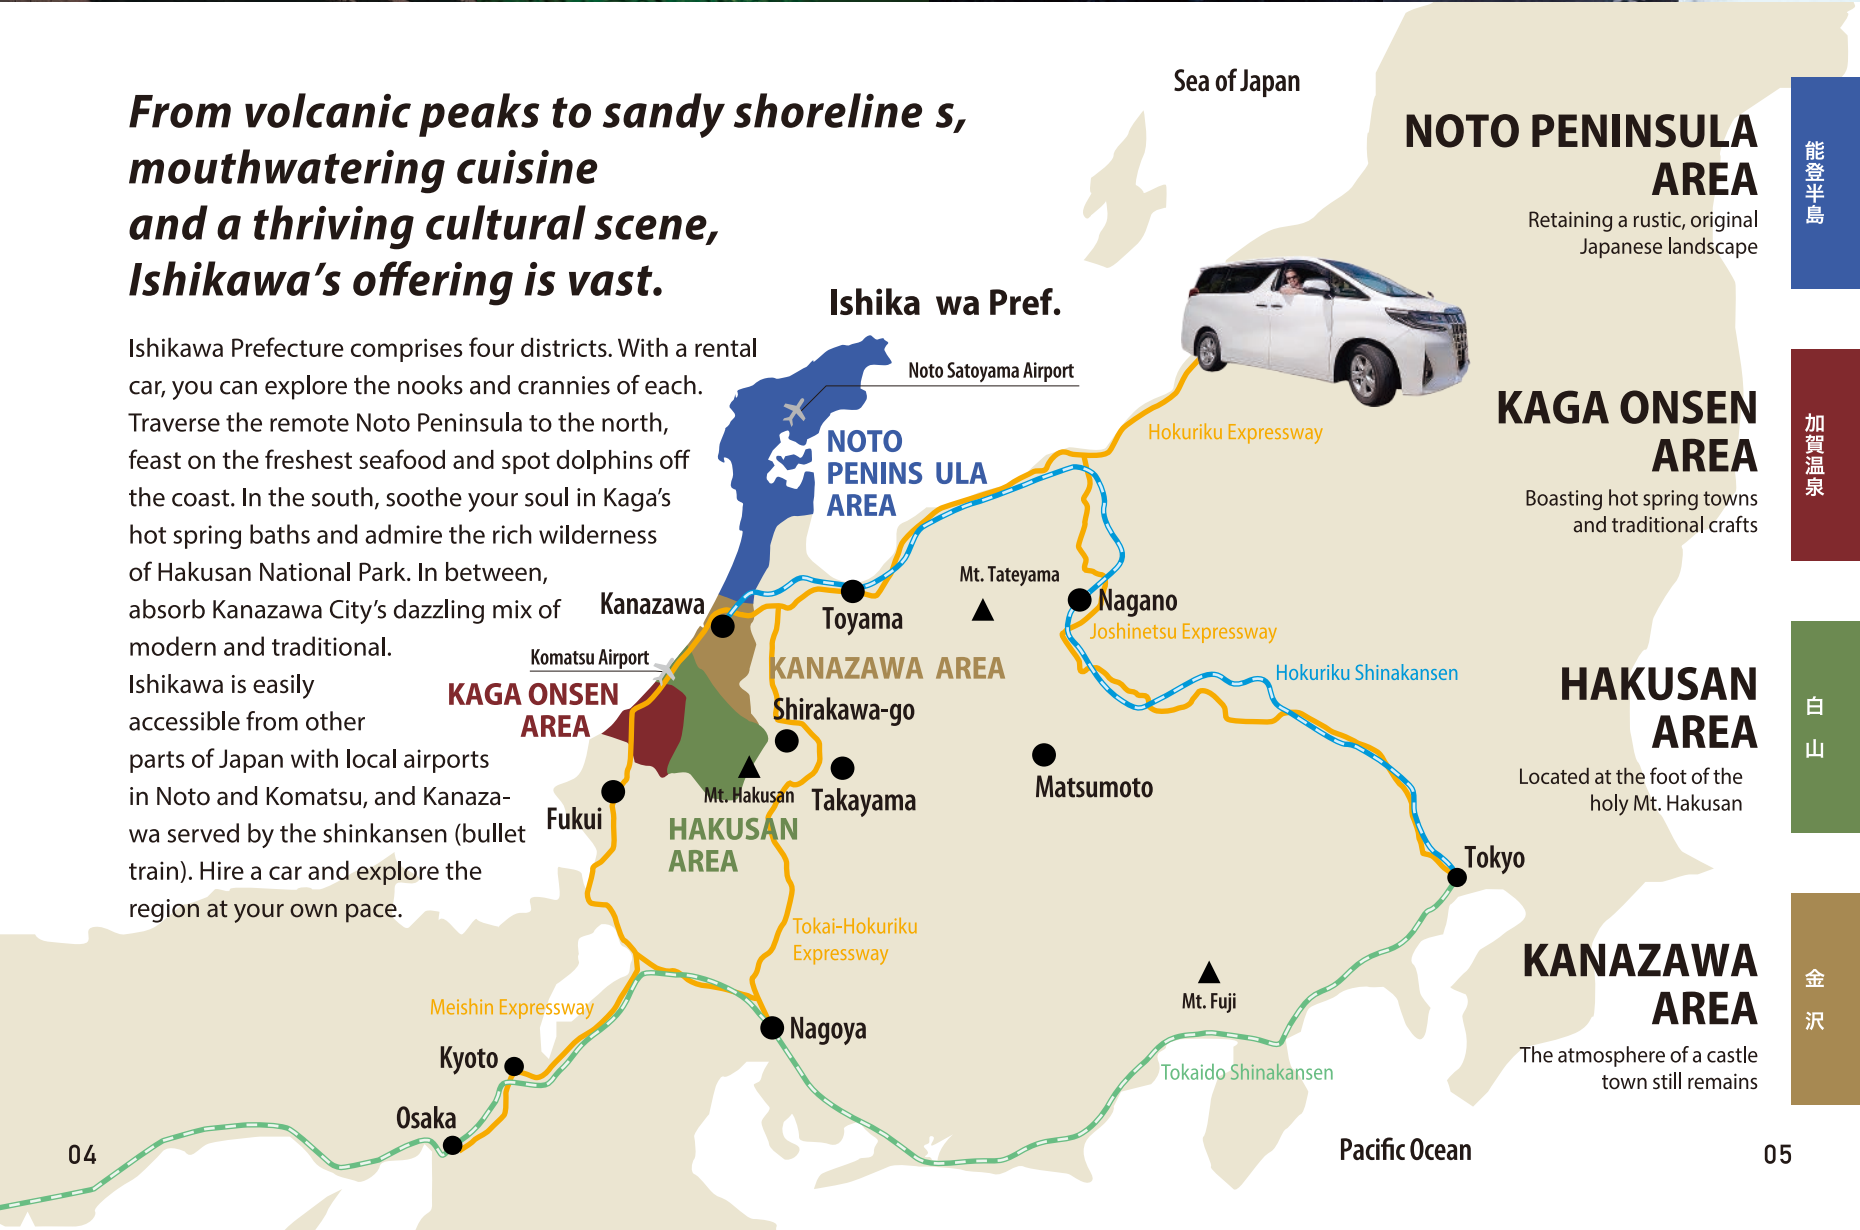 From volcanic peaks to sandy shoreline s,
mouthwatering cuisine
and a thriving cultural scene,
Ishikawa's offering is vast.
Ishikawa Prefecture comprises four districts. With a rental
car, you can explore the nooks and crannies of each.
Traverse the remote Noto Peninsula to the north,
feast on the freshest seafood and spot dolphins off
the coast. In the south, soothe your soul in Kaga's
hot spring baths and admire the rich wilderness
of Hakusan National Park. In between,
absorb Kanazawa City's dazzling mix of
modern and traditional.
Ishikawa is easily
accessible from other
parts of Japan with local airports
in Noto and Komatsu, and Kanaza-
wa served by the shinkansen (bullet
train). Hire a car and explore the
region at your own pace.
Sea of Japan
Ishika wa Pref.
Noto Satoyama Airport
NOTO
PENINS ULA
AREA
Hokuriku Expressway
Mt. Tateyama
Kanazawa
Toyama
Nagano
Joshinetsu Expressway
Komatsu Airport
KANAZAWA AREA
Hokuriku Shinakansen
KAGA ONSEN
AREA
Shirakawa-go
Mt. Hakusan
Takayama
Matsumoto
Fukui
HAKUSAN
AREA
Tokyo
Tokai-Hokuriku
Expressway
Mt. Fuji
Meishin Expressway
Nagoya
Kyoto
Tokaido Shinakansen
Osaka
Pacific Ocean
04
NOTO PENINSULA
AREA
Retaining a rustic, original
Japanese landscape
能登半島
KAGA ONSEN
AREA
Boasting hot spring towns
and traditional crafts
加賀温泉
HAKUSAN
AREA
Located at the foot of the
holy Mt. Hakusan
白山
KANAZAWA
AREA
The atmosphere of a castle
town still remains
金沢
05